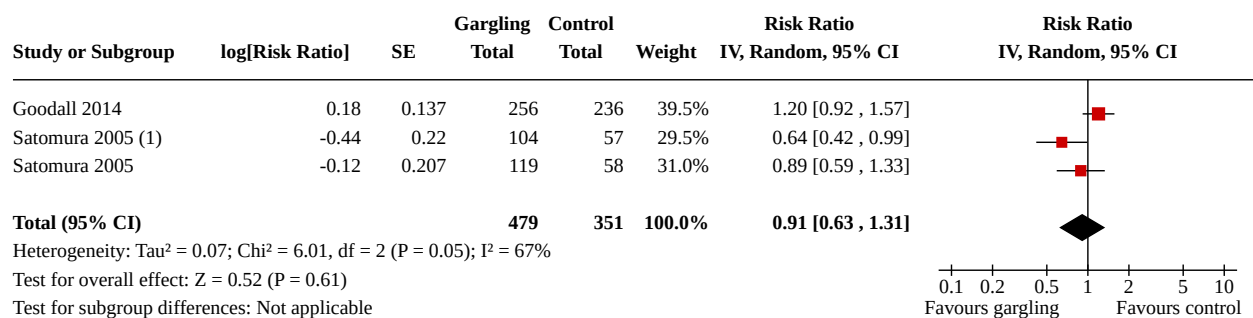 Gargling Control Risk Ratio Risk Ratio
Study or Subgroup log[Risk Ratio] SE Total Total Weight IV, Random, 95% CI IV, Random, 95% CI
Goodall 2014 0.18 0.137 256 236 39.5% 1.20 [0.92 , 1.57]
Satomura 2005 (1) -0.44 0.22 104 57 29.5% 0.64 [0.42 , 0.99]
Satomura 2005 -0.12 0.207 119 58 31.0% 0.89 [0.59 , 1.33]
Total (95% CI) 479 351 100.0% 0.91 [0.63 , 1.31]
Heterogeneity: Tau² = 0.07; Chi² = 6.01, df = 2 (P = 0.05); I² = 67%
Test for overall effect: Z = 0.52 (P = 0.61)
Test for subgroup differences: Not applicable
0.1 0.2 0.5 1 2 5 10
Favours gargling Favours control